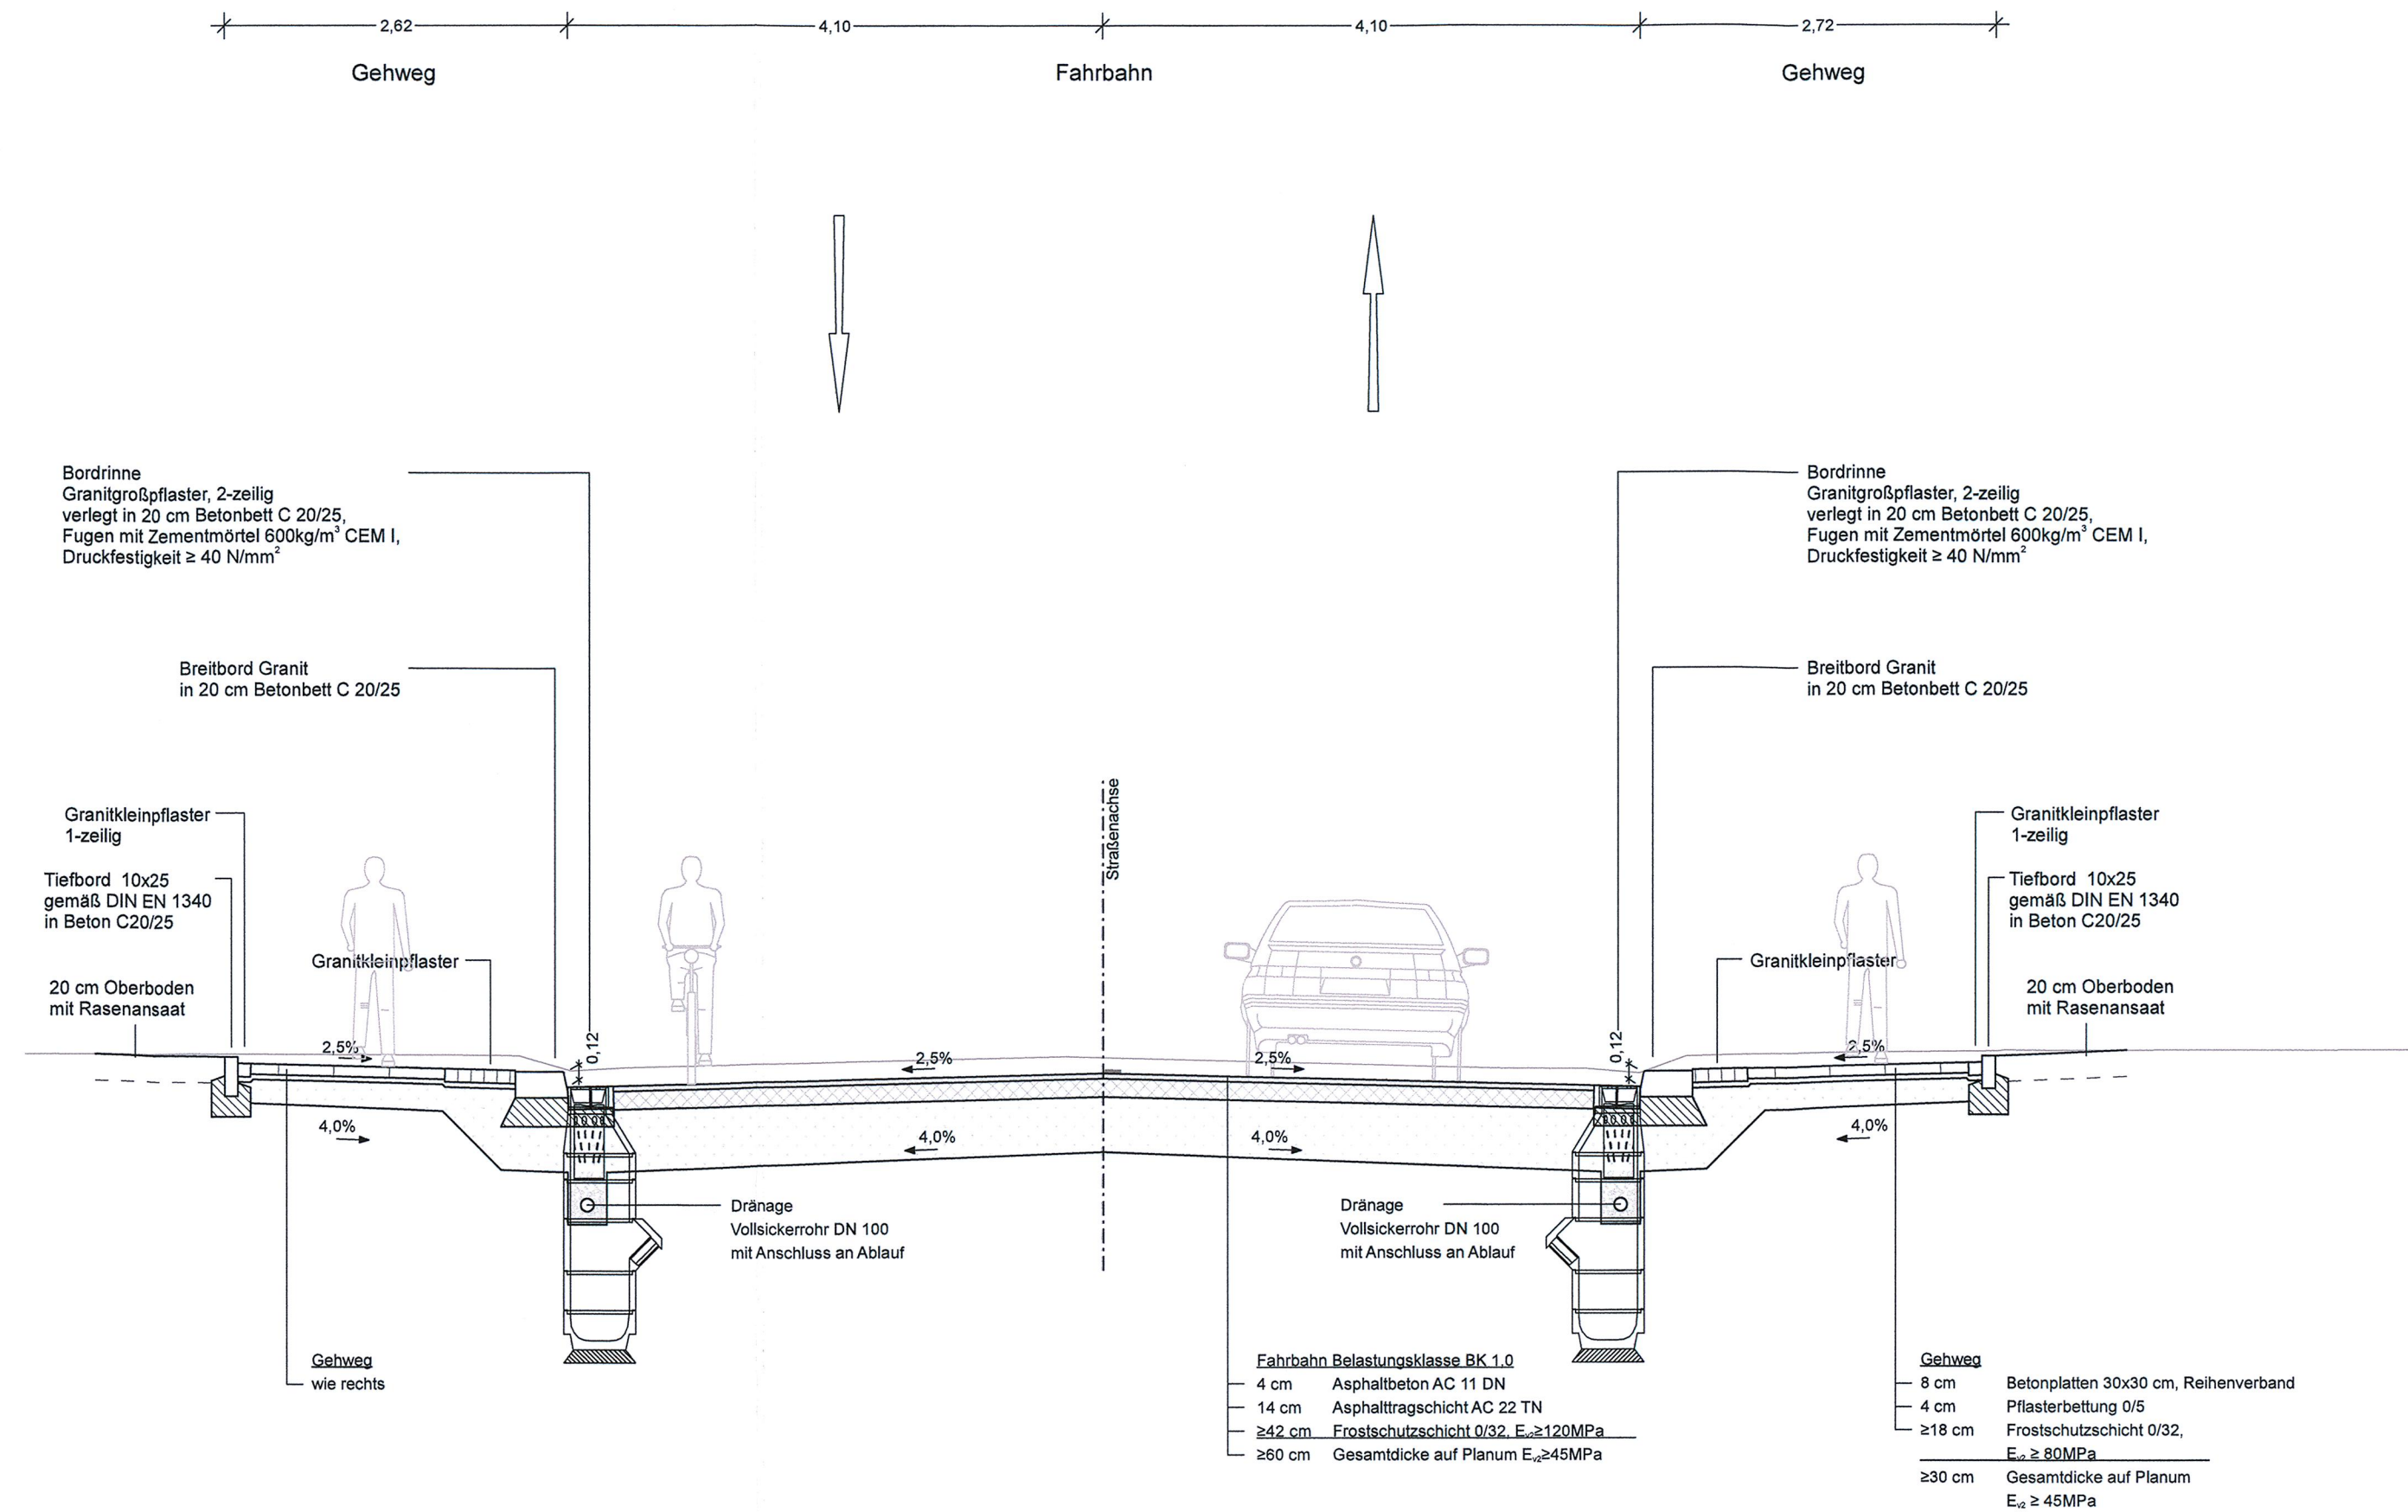 2,62
4,10
4,10
2,72
Gehweg
Fahrbahn
Gehweg
Bordrinne
Granitgroßpflaster, 2-zeilig
verlegt in 20 cm Betonbett C 20/25,
Fugen mit Zementmörtel 600kg/m³ CEM I,
Druckfestigkeit ≥ 40 N/mm²
Bordrinne
Granitgroßpflaster, 2-zeilig
verlegt in 20 cm Betonbett C 20/25,
Fugen mit Zementmörtel 600kg/m³ CEM I,
Druckfestigkeit ≥ 40 N/mm²
Breitbord Granit
in 20 cm Betonbett C 20/25
Breitbord Granit
in 20 cm Betonbett C 20/25
Straßenachse
Granitkleinpflaster
1-zeilig
Granitkleinpflaster
1-zeilig
Tiefbord 10x25
gemäß DIN EN 1340
in Beton C20/25
Tiefbord 10x25
gemäß DIN EN 1340
in Beton C20/25
Granitkleinpflaster
Granitkleinpflaster
20 cm Oberboden
mit Rasenansaat
20 cm Oberboden
mit Rasenansaat
0,12
0,12
2,5%
2,5%
2,5%
2,5%
4,0%
4,0%
4,0%
4,0%
Dränage
Vollsickerrohr DN 100
mit Anschluss an Ablauf
Dränage
Vollsickerrohr DN 100
mit Anschluss an Ablauf
Gehweg
wie rechts
Fahrbahn Belastungsklasse BK 1,0
4 cm Asphaltbeton AC 11 DN
14 cm Asphalttragschicht AC 22 TN
≥42 cm Frostschutzschicht 0/32, Ev2≥120MPa
≥60 cm Gesamtdicke auf Planum Ev2≥45MPa
Gehweg
8 cm Betonplatten 30x30 cm, Reihenverband
4 cm Pflasterbettung 0/5
≥18 cm Frostschutzschicht 0/32,
Ev2 ≥ 80MPa
≥30 cm Gesamtdicke auf Planum
Ev2 ≥ 45MPa